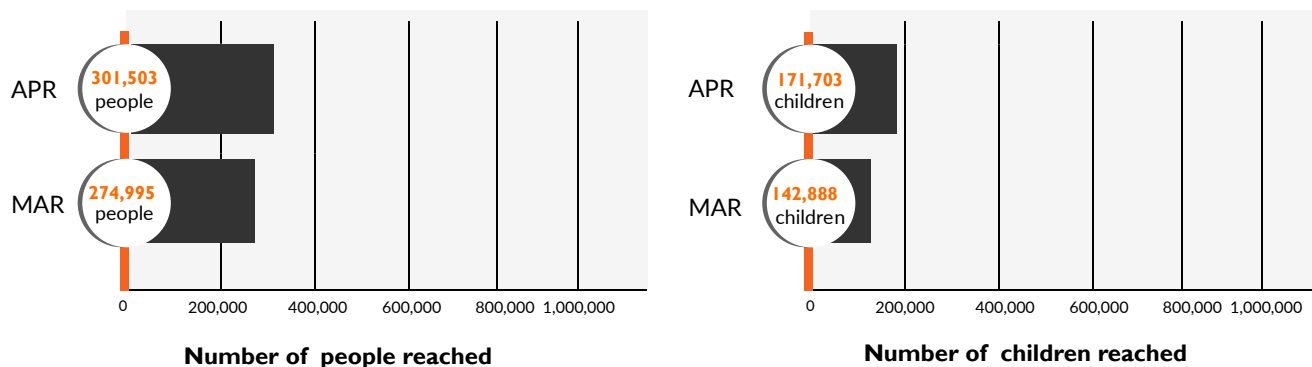 APR
301,503
people
MAR
274,995
people
0 200,000 400,000 600,000 800,000 1,000,000
Number of people reached
APR
171,703
children
MAR
142,888
children
0 200,000 400,000 600,000 800,000 1,000,000
Number of children reached